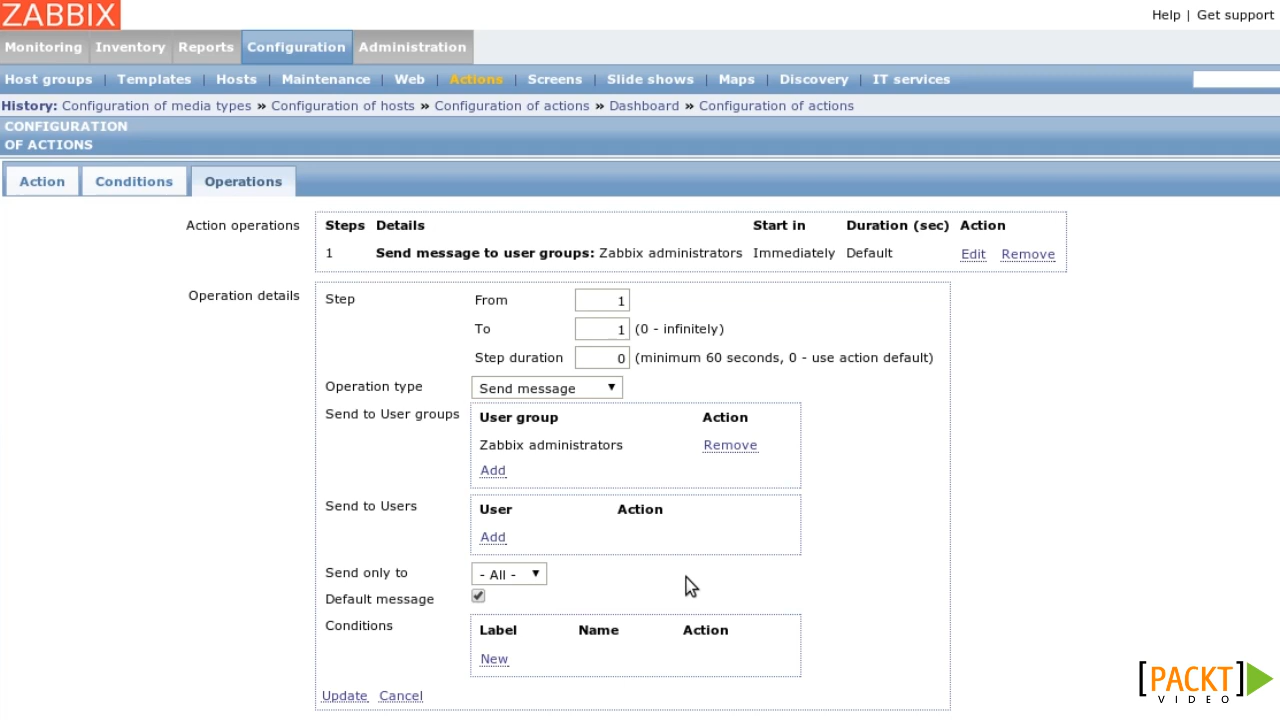 ZABBIX
Help | Get support
Monitoring Inventory Reports Configuration Administration
Host groups | Templates | Hosts | Maintenance | Web | Actions | Screens | Slide shows | Maps | Discovery | IT services
History: Configuration of media types » Configuration of hosts » Configuration of actions » Dashboard » Configuration of actions
CONFIGURATION
OF ACTIONS
Action Conditions Operations
Action operations Steps Details Start in Duration (sec) Action
1 Send message to user groups: Zabbix administrators Immediately Default Edit Remove
Operation details Step From 1
To 1 (0 - infinitely)
Step duration 0 (minimum 60 seconds, 0 - use action default)
Operation type Send message
Send to User groups User group Action
Zabbix administrators Remove
Add
Send to Users User Action
Add
Send only to - All -
Default message
Conditions Label Name Action
New
Update Cancel
[PACKT]
VIDEO